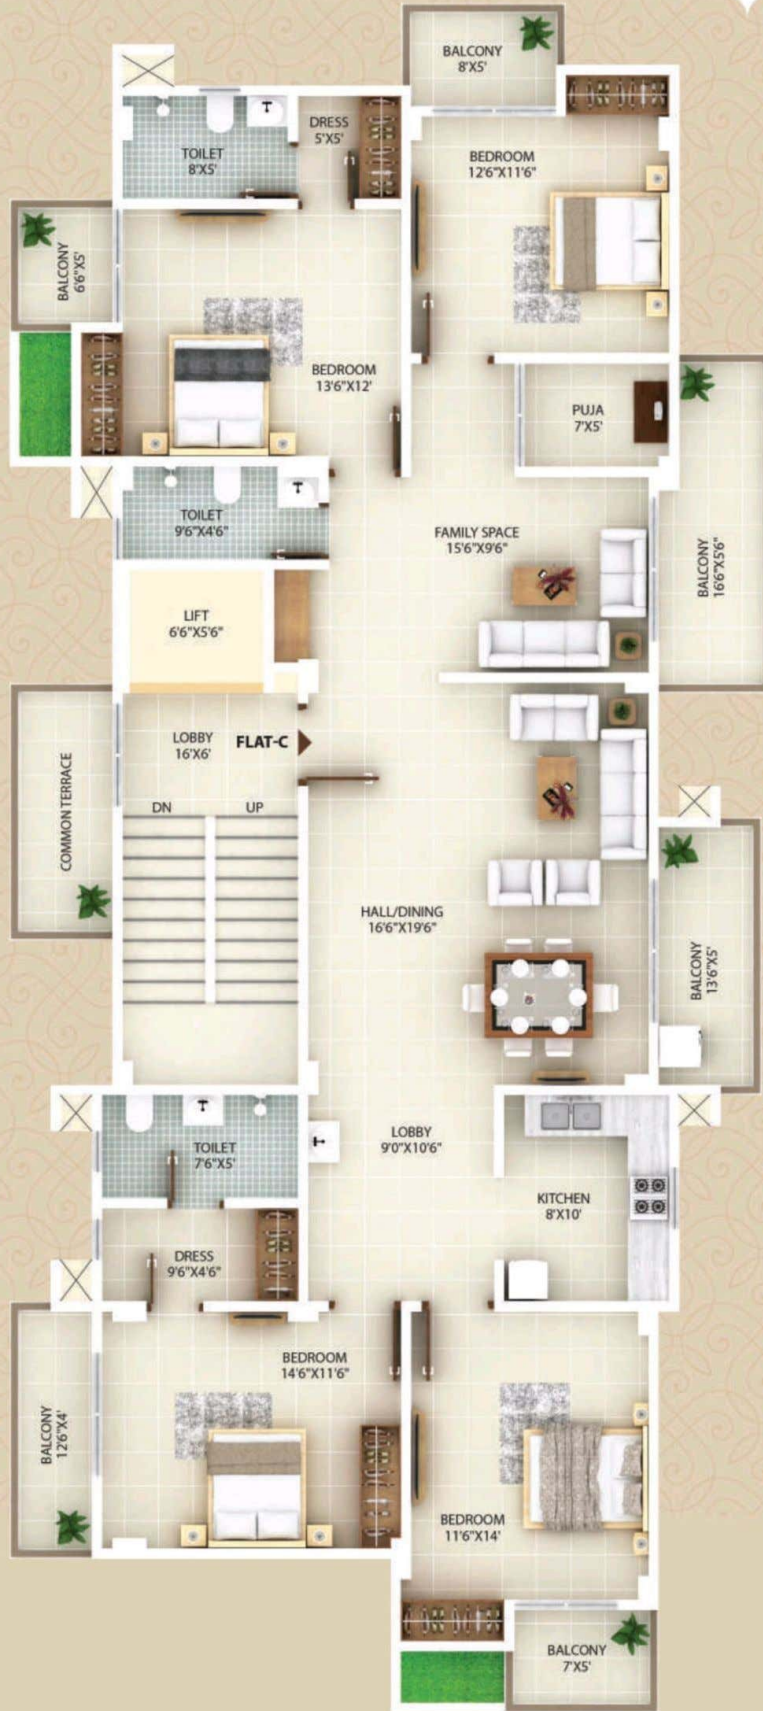 BALCONY
8'X5'
DRESS
5'X5'
TOILET
8'X5'
BEDROOM
12'6"X11'6"
BALCONY
6'6"X5'
BEDROOM
13'6"X12'
PUJA
7'X5'
TOILET
9'6"X4'6"
FAMILY SPACE
15'6"X9'6"
BALCONY
16'6"X5'6"
LIFT
6'6"X5'6"
LOBBY
16'X6'
FLAT-C
COMMON TERRACE
DN
UP
HALL/DINING
16'6"X19'6"
BALCONY
13'6"X5'
LOBBY
9'0"X10'6"
TOILET
7'6"X5'
KITCHEN
8'X10'
DRESS
9'6"X4'6"
BEDROOM
14'6"X11'6"
BALCONY
12'6"X4'
BEDROOM
11'6"X14'
BALCONY
7'X5'